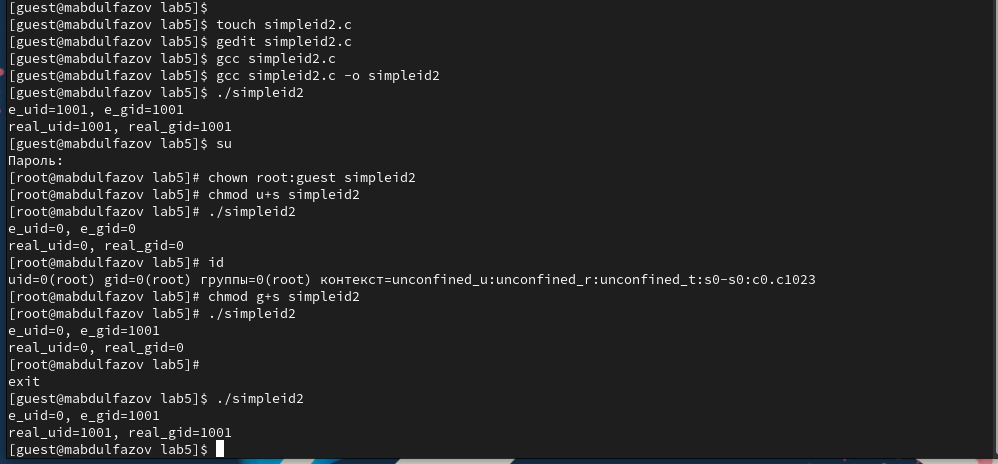 [guest@mabdulfazov lab5]$
[guest@mabdulfazov lab5]$ touch simpleid2.c
[guest@mabdulfazov lab5]$ gedit simpleid2.c
[guest@mabdulfazov lab5]$ gcc simpleid2.c
[guest@mabdulfazov lab5]$ gcc simpleid2.c -o simpleid2
[guest@mabdulfazov lab5]$ ./simpleid2
e_uid=1001, e_gid=1001
real_uid=1001, real_gid=1001
[guest@mabdulfazov lab5]$ su
Пароль:
[root@mabdulfazov lab5]# chown root:guest simpleid2
[root@mabdulfazov lab5]# chmod u+s simpleid2
[root@mabdulfazov lab5]# ./simpleid2
e_uid=0, e_gid=0
real_uid=0, real_gid=0
[root@mabdulfazov lab5]# id
uid=0(root) gid=0(root) группы=0(root) контекст=unconfined_u:unconfined_r:unconfined_t:s0-s0:c0.c1023
[root@mabdulfazov lab5]# chmod g+s simpleid2
[root@mabdulfazov lab5]# ./simpleid2
e_uid=0, e_gid=1001
real_uid=0, real_gid=0
[root@mabdulfazov lab5]#
exit
[guest@mabdulfazov lab5]$ ./simpleid2
e_uid=0, e_gid=1001
real_uid=1001, real_gid=1001
[guest@mabdulfazov lab5]$